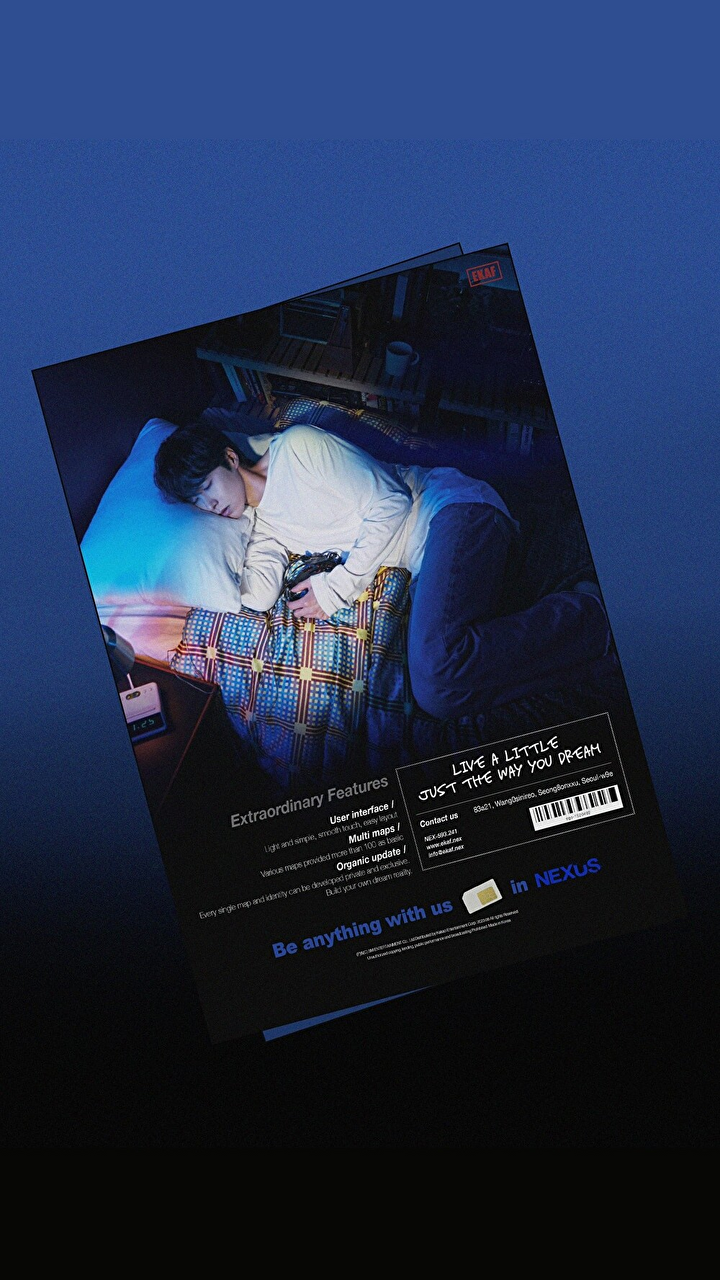 EKAF
1:23
Extraordinary Features
User interface /
Light and simple, smooth touch, easy layout
Multi maps /
Various maps provided more than 100 as basic
Organic update /
Every single map and identity can be developed private and exclusive.
Build your own dream reality.
LIVE A LITTLE
JUST THE WAY YOU DREAM
Contact us
NEX-593.241
www.ekaf.nex
info@ekaf.nex
Be anything with us in NEXUS